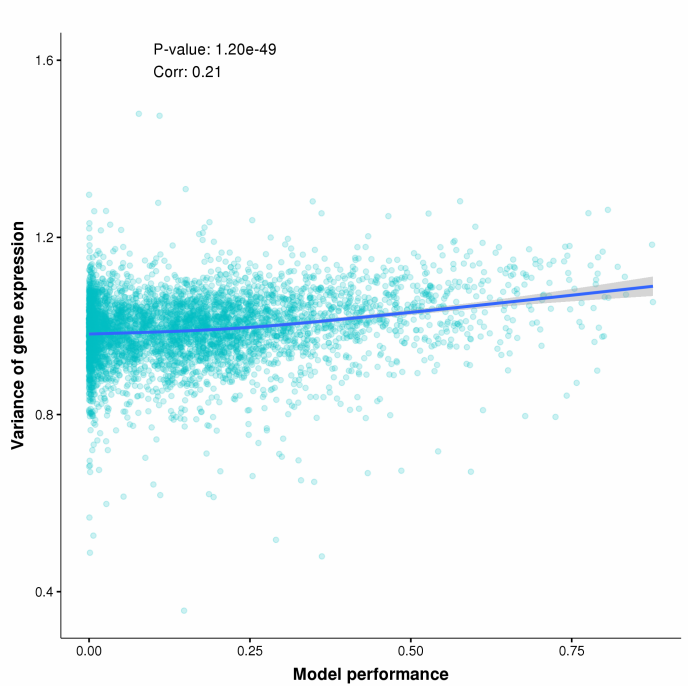 P-value: 1.20e-49
Corr: 0.21
1.6
1.2
0.8
0.4
Variance of gene expression
0.00 0.25 0.50 0.75
Model performance